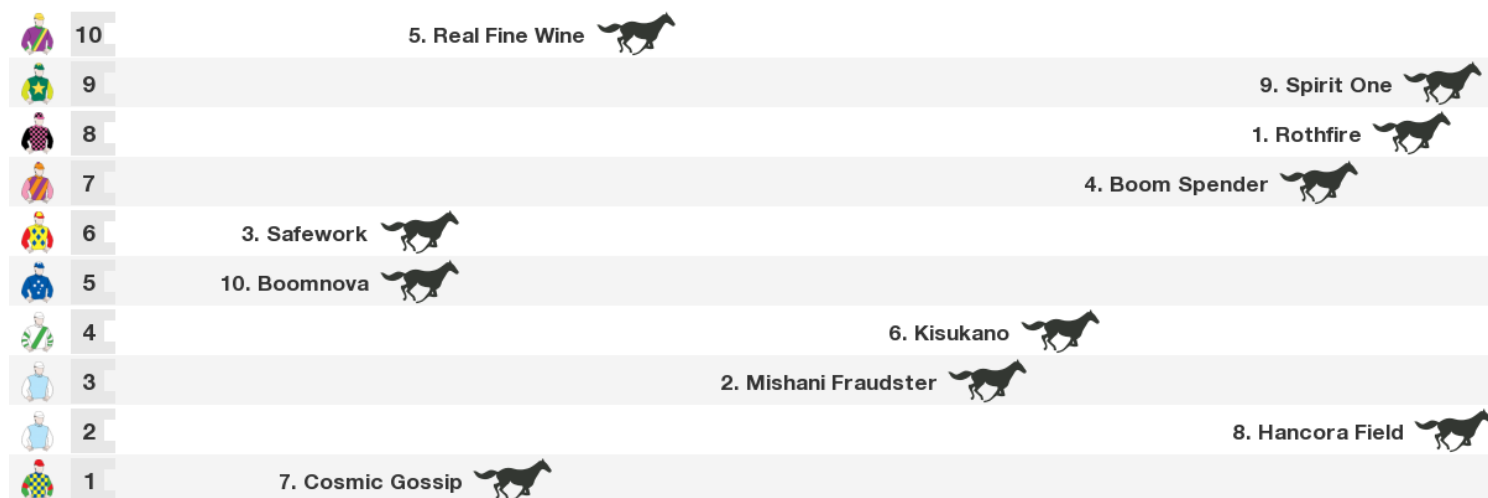 10 5. Real Fine Wine
9 9. Spirit One
8 1. Rothfire
7 4. Boom Spender
6 3. Safework
5 10. Boomnova
4 6. Kisukano
3 2. Mishani Fraudster
2 8. Hancora Field
1 7. Cosmic Gossip